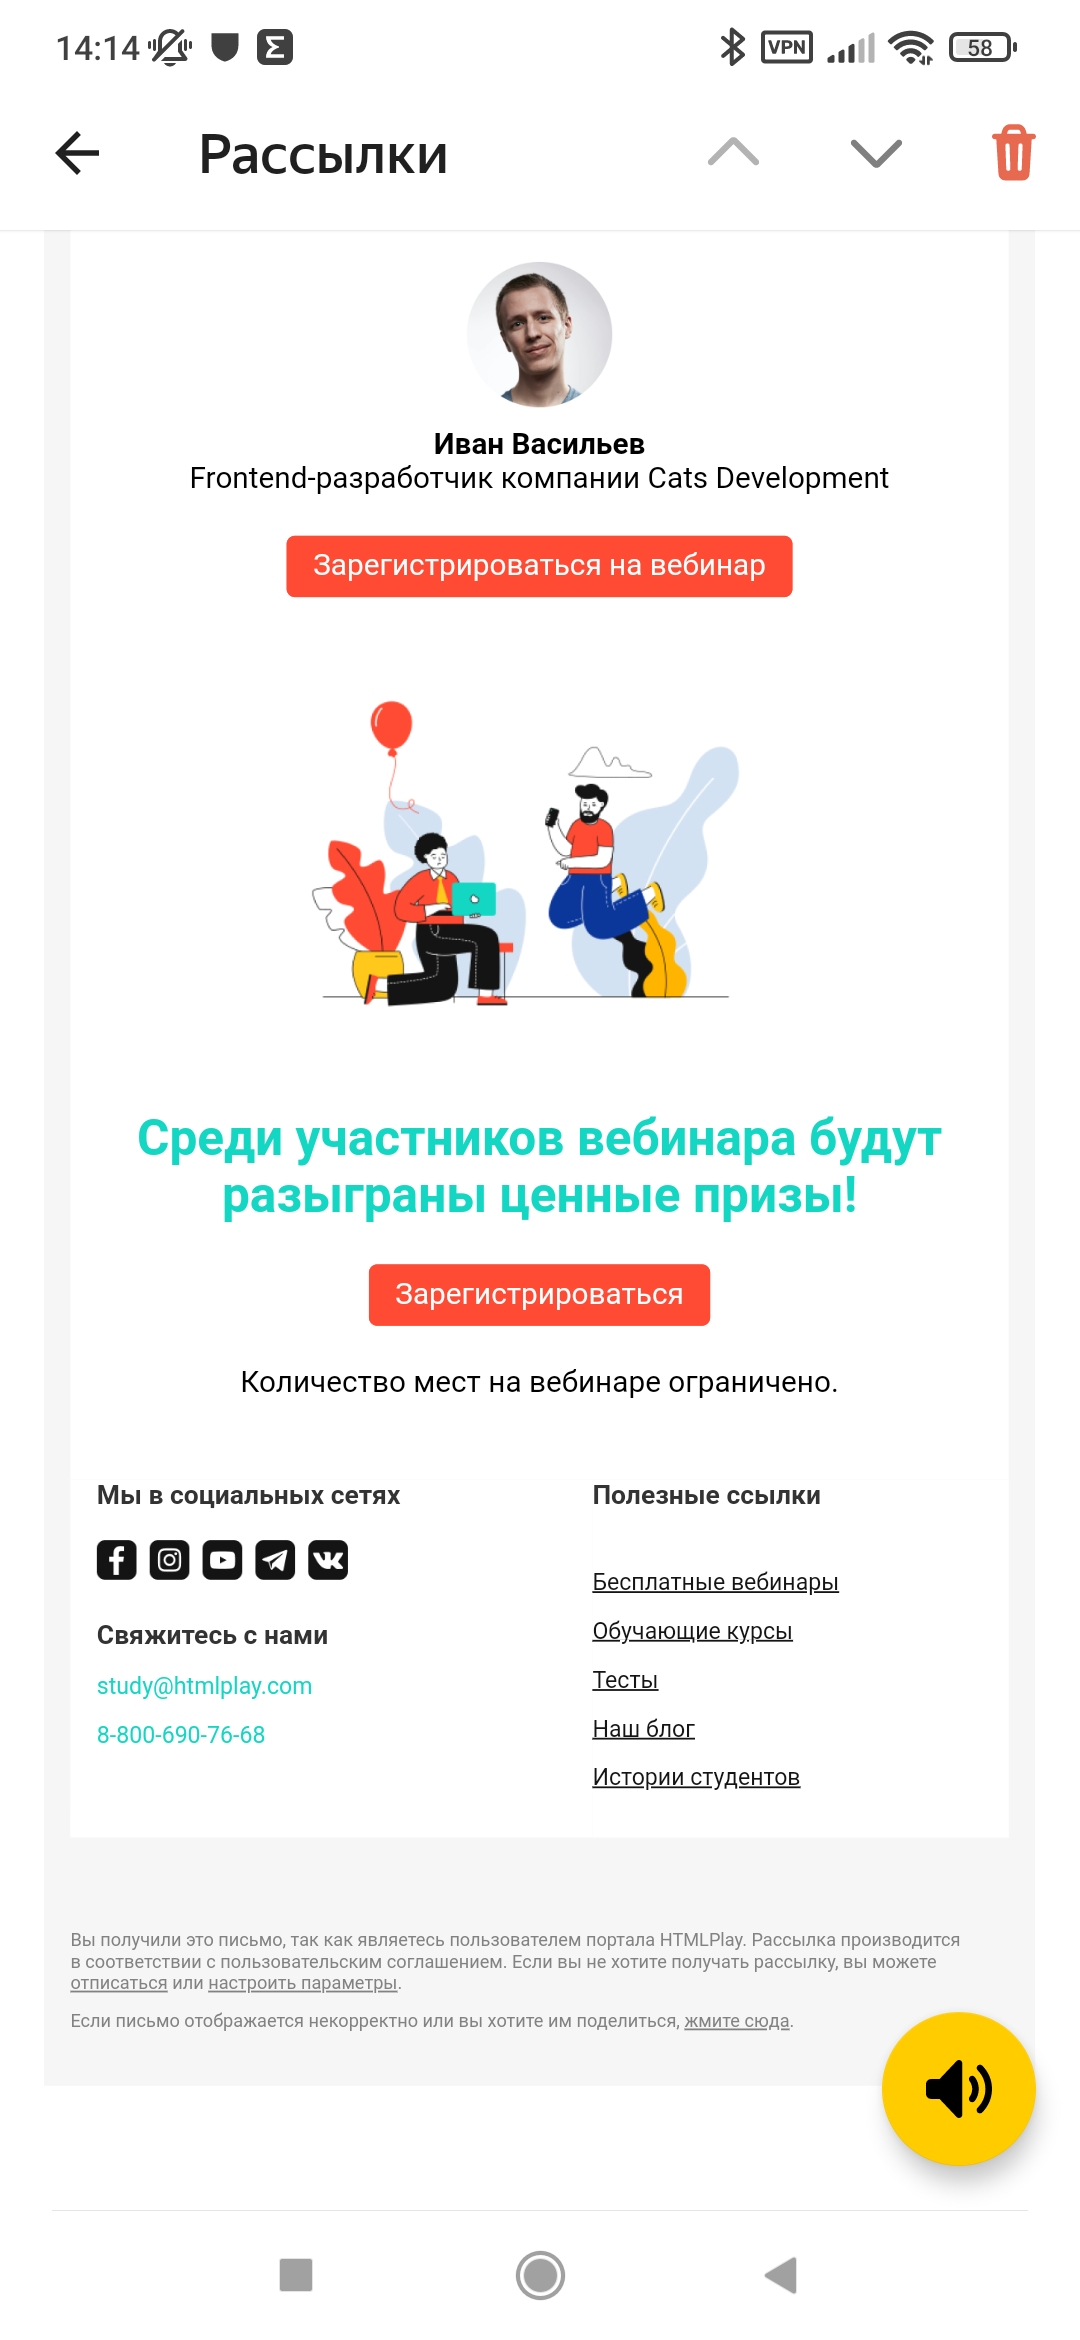 14:14
VPN
58
Рассылки
Иван Васильев
Frontend-разработчик компании Cats Development
Зарегистрироваться на вебинар
Среди участников вебинара будут
разыграны ценные призы!
Зарегистрироваться
Количество мест на вебинаре ограничено.
Мы в социальных сетях
Свяжитесь с нами
study@htmlplay.com
8-800-690-76-68
Полезные ссылки
Бесплатные вебинары
Обучающие курсы
Тесты
Наш блог
Истории студентов
Вы получили это письмо, так как являетесь пользователем портала HTMLPlay. Рассылка производится
в соответствии с пользовательским соглашением. Если вы не хотите получать рассылку, вы можете
отписаться или настроить параметры.
Если письмо отображается некорректно или вы хотите им поделиться, жмите сюда.